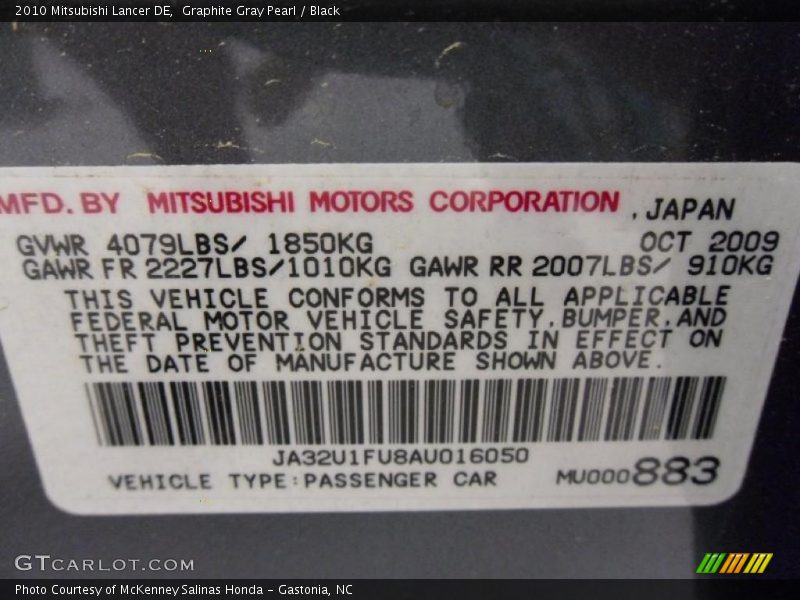 2010 Mitsubishi Lancer DE, Graphite Gray Pearl / Black
MFD. BY MITSUBISHI MOTORS CORPORATION , JAPAN
GVWR 4079LBS/ 1850KG OCT 2009
GAWR FR 2227LBS/1010KG GAWR RR 2007LBS/ 910KG
THIS VEHICLE CONFORMS TO ALL APPLICABLE
FEDERAL MOTOR VEHICLE SAFETY,BUMPER,AND
THEFT PREVENTION STANDARDS IN EFFECT ON
THE DATE OF MANUFACTURE SHOWN ABOVE.
JA32U1FU8AU016050
VEHICLE TYPE:PASSENGER CAR MU000883
GTCARLOT.COM
Photo Courtesy of McKenney Salinas Honda - Gastonia, NC